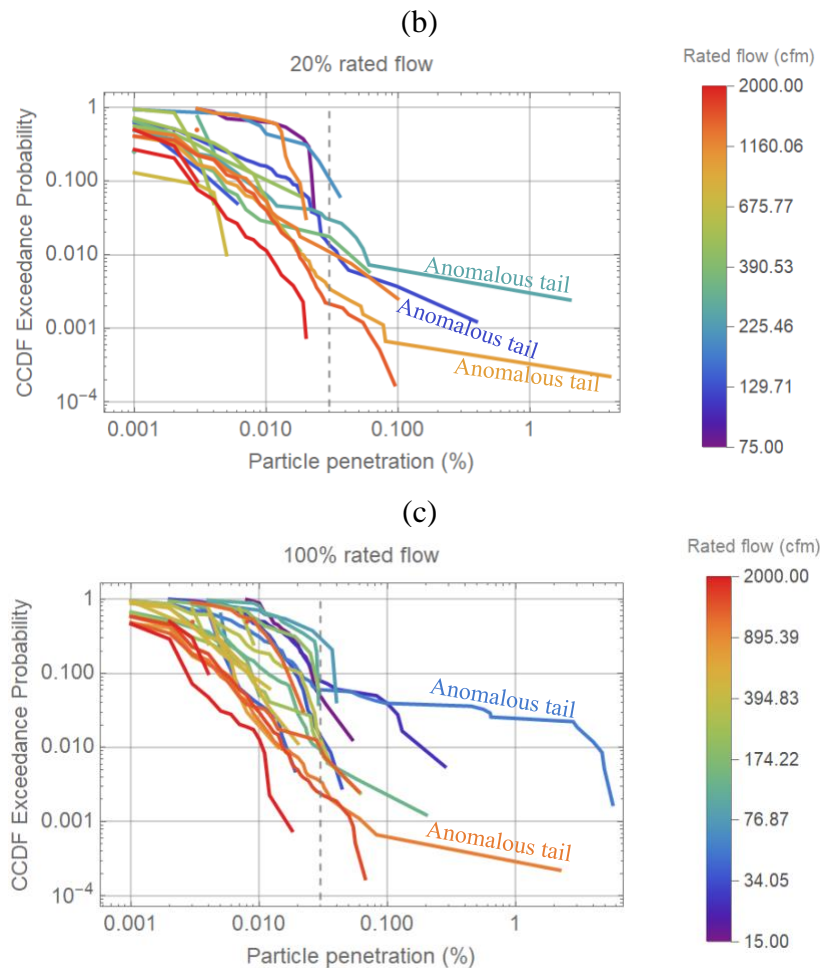 (b)
20% rated flow
Rated flow (cfm)
CCDF Exceedance Probability
1
0.100
0.010
0.001
10−4
Anomalous tail
Anomalous tail
Anomalous tail
0.001
0.010
0.100
1
Particle penetration (%)
2000.00
1160.06
675.77
390.53
225.46
129.71
75.00
(c)
100% rated flow
Rated flow (cfm)
CCDF Exceedance Probability
1
0.100
0.010
0.001
10−4
Anomalous tail
Anomalous tail
0.001
0.010
0.100
1
Particle penetration (%)
2000.00
895.39
394.83
174.22
76.87
34.05
15.00